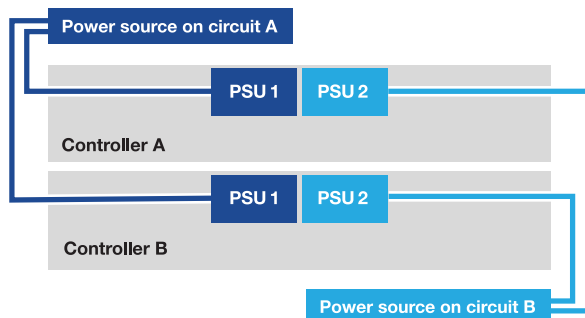 Power source on circuit A
PSU 1
PSU 2
Controller A
PSU 1
PSU 2
Controller B
Power source on circuit B